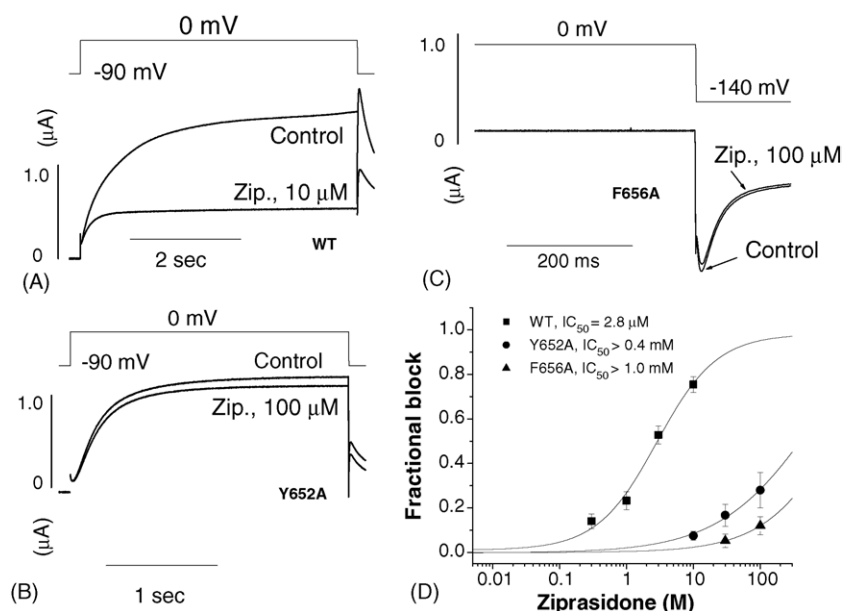 0 mV
-90 mV
(μA)
Control
1.0
Zip., 10 μM
0
WT
2 sec
(A)
0 mV
-90 mV
Control
1.0
Zip., 100 μM
0
Y652A
(μA)
1 sec
(B)
1.0
0 mV
-140 mV
0
Zip., 100 μM
(μA)
F656A
Control
200 ms
(C)
WT, IC50 = 2.8 μM
Y652A, IC50 > 0.4 mM
F656A, IC50 > 1.0 mM
Fractional block
1.0
0.8
0.6
0.4
0.2
0.0
0.01 0.1 1 10 100
Ziprasidone (M)
(D)